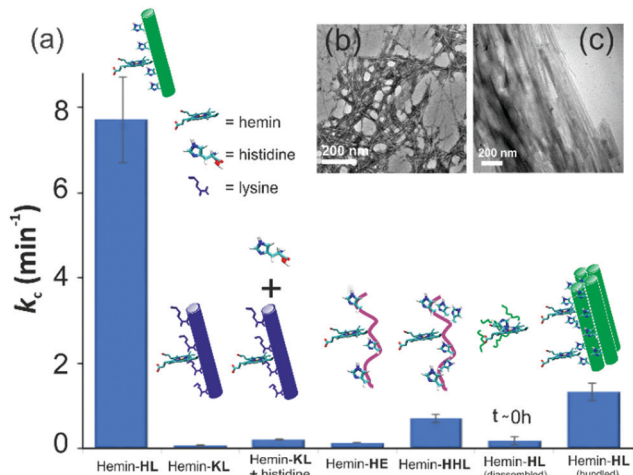 (a)
(b)
(c)
200 nm
200 nm
= hemin
= histidine
= lysine
kc (min-1)
8
6
4
2
0
+
t~0h
Hemin-HL
Hemin-KL
Hemin-KL
+ histidine
Hemin-HE
Hemin-HHL
Hemin-HL
(disassembled)
Hemin-HL
(bundled)